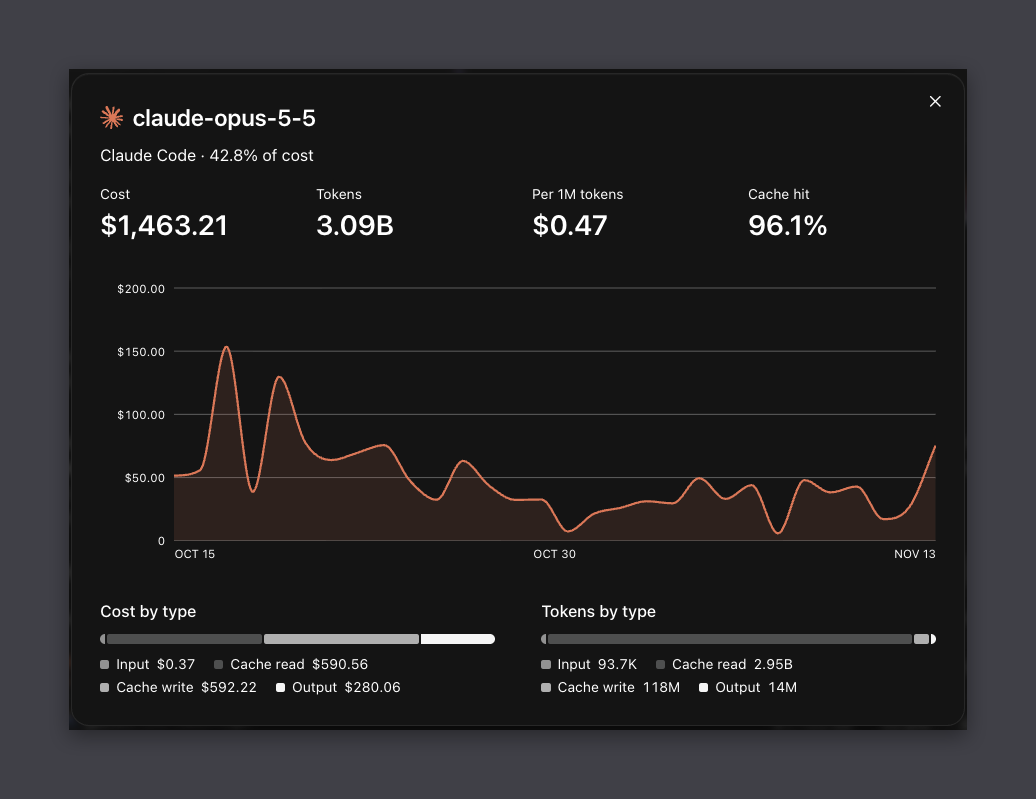 claude-opus-5-5
Claude Code · 42.8% of cost
Cost Tokens Per 1M tokens Cache hit
$1,463.21 3.09B $0.47 96.1%
$200.00
$150.00
$100.00
$50.00
0
OCT 15 OCT 30 NOV 13
Cost by type Tokens by type
Input $0.37 Cache read $590.56 Input 93.7K Cache read 2.95B
Cache write $592.22 Output $280.06 Cache write 118M Output 14M